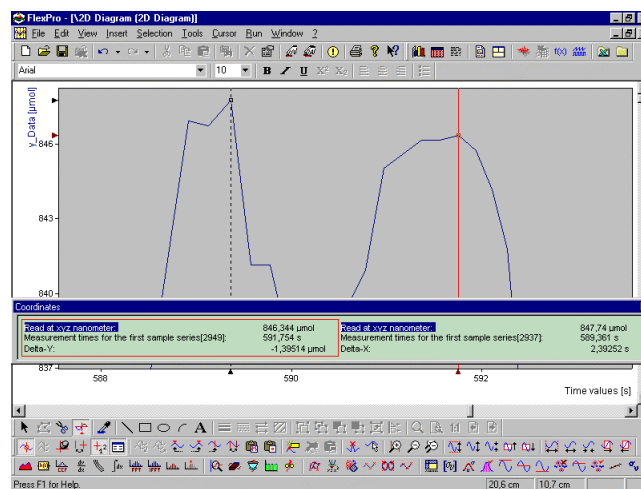 FlexPro - [\2D Diagram (2D Diagram)]
File Edit View Insert Selection Tools Cursor Run Window ?
Arial 10 B I U X² X₂
y_Data [µmol]
846
843
840
Coordinates
Read at xyz nanometer: 846,344 µmol Read at xyz nanometer: 847,74 µmol
Measurement times for the first sample series[2949]: 591,754 s Measurement times for the first sample series[2937]: 589,361 s
Delta-Y: -1,39514 µmol Delta-X: 2,39252 s
837
588 590 592
Time values [s]
Press F1 for Help. 20,6 cm 10,7 cm